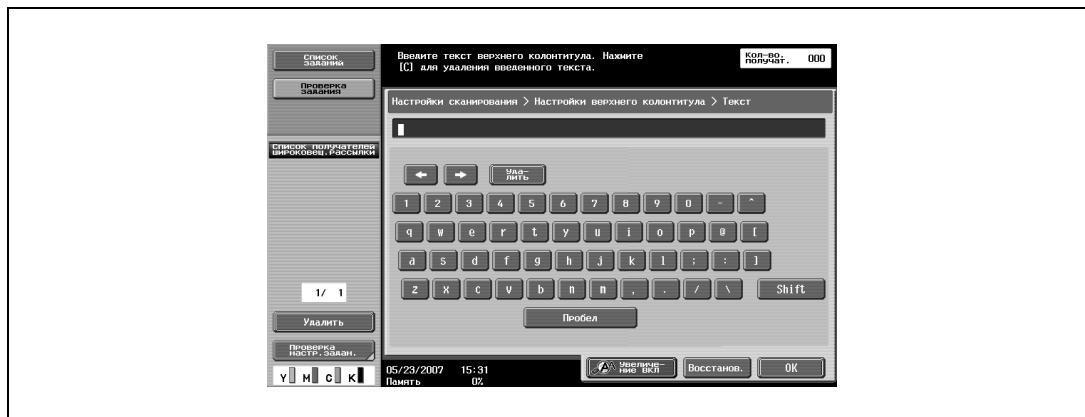 Список
заданий
Введите текст верхнего колонтитула. Нажмите
[C] для удаления введенного текста.
Кол-во.
получат. 000
Проверка
задания
Настройки сканирования > Настройки верхнего колонтитула > Текст
Список получателей
широковещ.рассылки
Уда-
лить
1 2 3 4 5 6 7 8 9 0 - ^
q w e r t y u i o p @ [
a s d f g h j k l ; : ]
z x c v b n m , . / \ Shift
Пробел
1/ 1
Удалить
Проверка
настр.задан.
Y M C K
05/23/2007 15:31
Память 0%
Увеличе-
ние ВКЛ
Восстанов.
OK